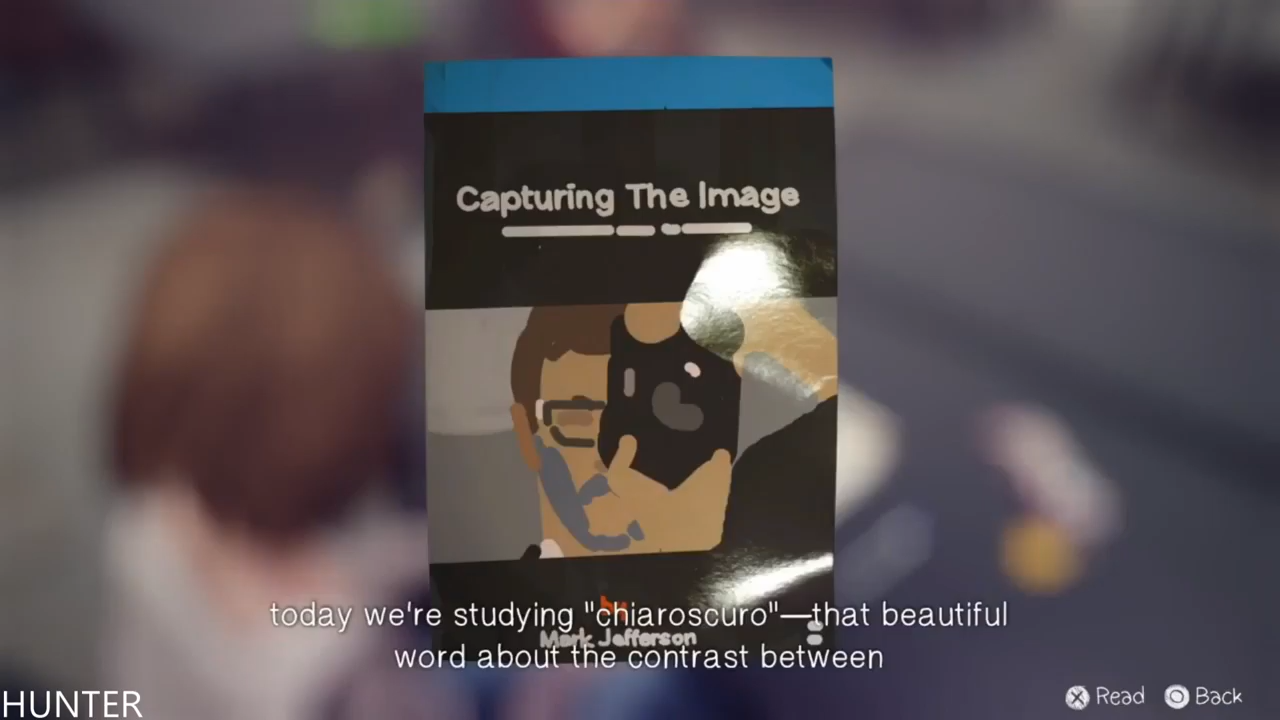 Capturing The Image
by
today we're studying "chiaroscuro"—that beautiful
Mark Jefferson
word about the contrast between
HUNTER
Read
Back